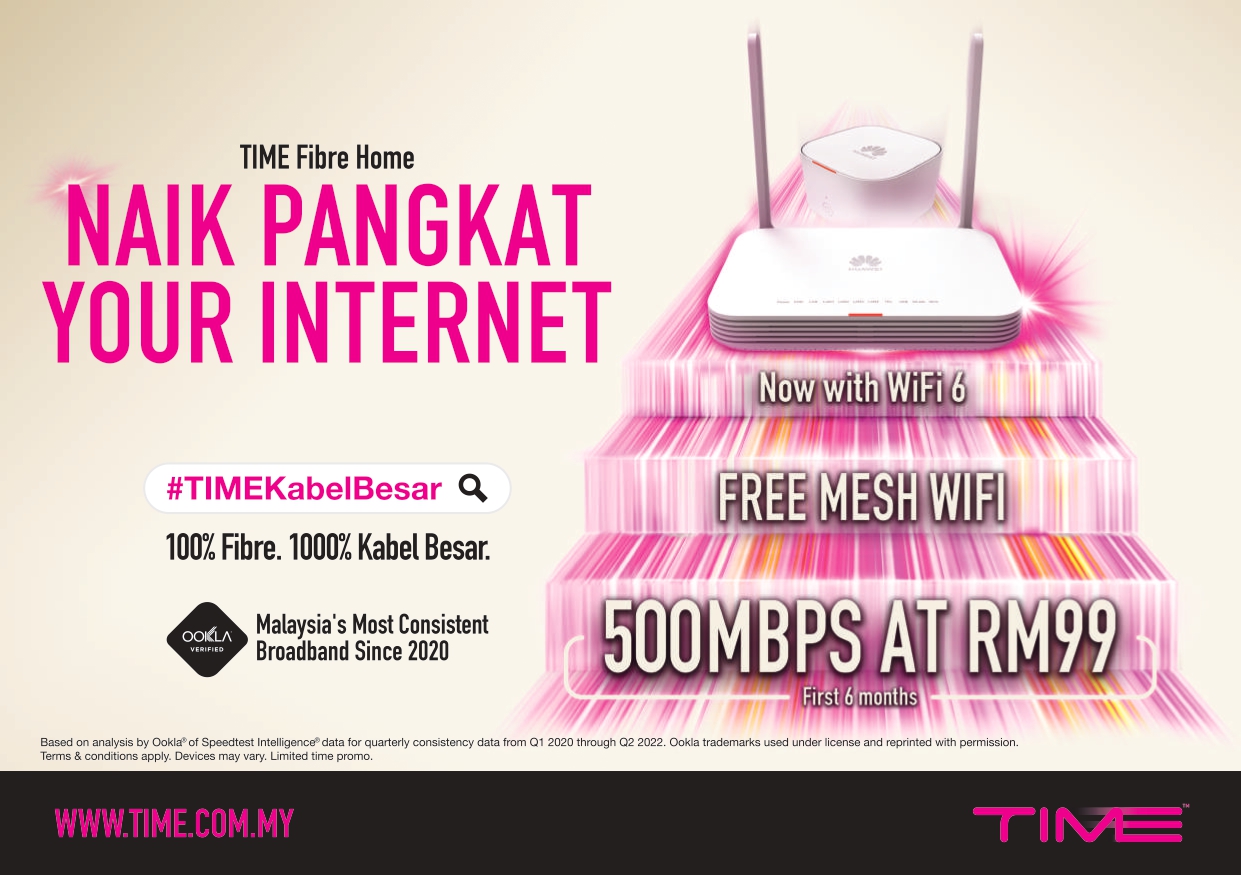 TIME Fibre Home
NAIK PANGKAT
YOUR INTERNET
#TIMEKabelBesar
100% Fibre. 1000% Kabel Besar.
OOKLA
VERIFIED
Malaysia's Most Consistent
Broadband Since 2020
Now with WiFi 6
FREE MESH WIFI
500MBPS AT RM99
First 6 months
Based on analysis by Ookla® of Speedtest Intelligence® data for quarterly consistency data from Q1 2020 through Q2 2022. Ookla trademarks used under license and reprinted with permission.
Terms & conditions apply. Devices may vary. Limited time promo.
WWW.TIME.COM.MY
TIME™